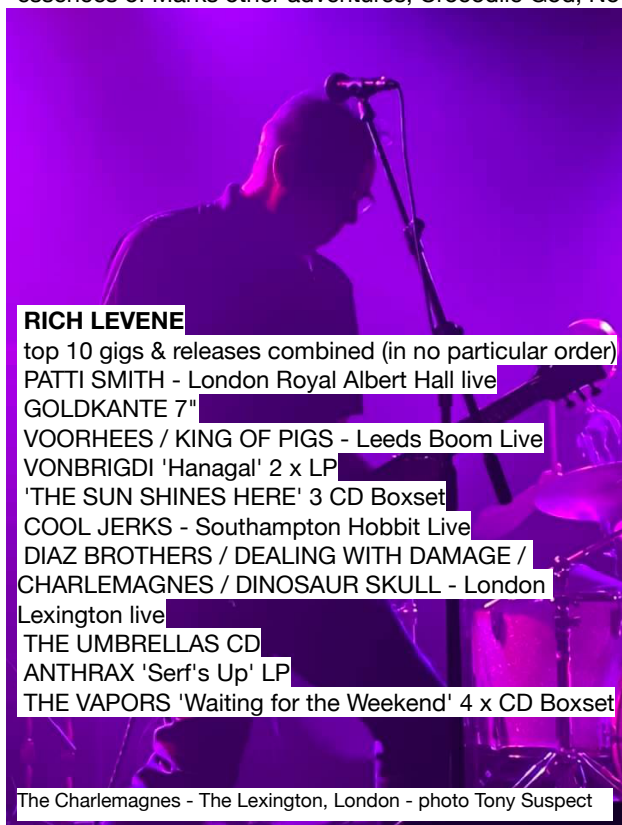 RICH LEVENE
top 10 gigs & releases combined (in no particular order)
PATTI SMITH - London Royal Albert Hall live
GOLDKANTE 7"
VOORHEES / KING OF PIGS - Leeds Boom Live
VONBRIGDI 'Hanagal' 2 x LP
'THE SUN SHINES HERE' 3 CD Boxset
COOL JERKS - Southampton Hobbit Live
DIAZ BROTHERS / DEALING WITH DAMAGE /
CHARLEMAGNES / DINOSAUR SKULL - London
Lexington live
THE UMBRELLAS CD
ANTHRAX 'Serf's Up' LP
THE VAPORS 'Waiting for the Weekend' 4 x CD Boxset
The Charlemagnes - The Lexington, London - photo Tony Suspect